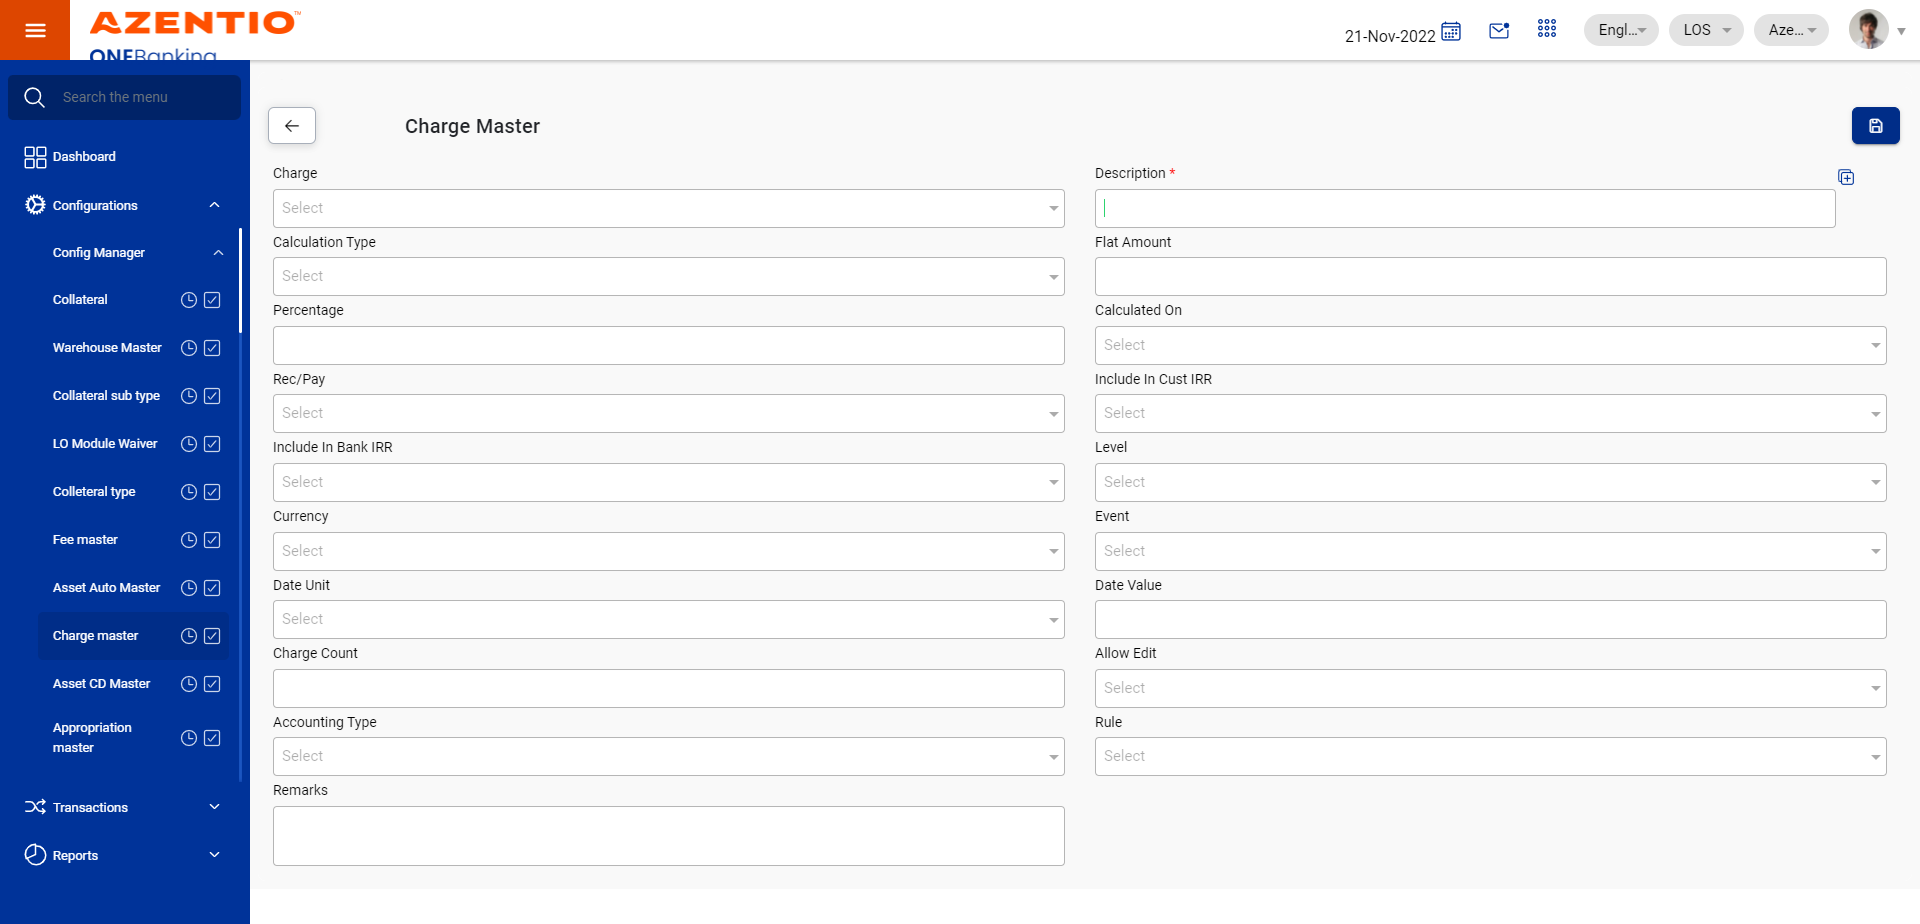 AZENTIO™
ONEBanking
21-Nov-2022
Engl...
LOS
Aze...
Search the menu
Dashboard
Configurations
Config Manager
Collateral
Warehouse Master
Collateral sub type
LO Module Waiver
Colleteral type
Fee master
Asset Auto Master
Charge master
Asset CD Master
Appropriation
master
Transactions
Reports
Charge Master
Charge
Select
Description *
Calculation Type
Select
Flat Amount
Percentage
Calculated On
Select
Rec/Pay
Select
Include In Cust IRR
Select
Include In Bank IRR
Select
Level
Select
Currency
Select
Event
Select
Date Unit
Select
Date Value
Charge Count
Allow Edit
Select
Accounting Type
Select
Rule
Select
Remarks